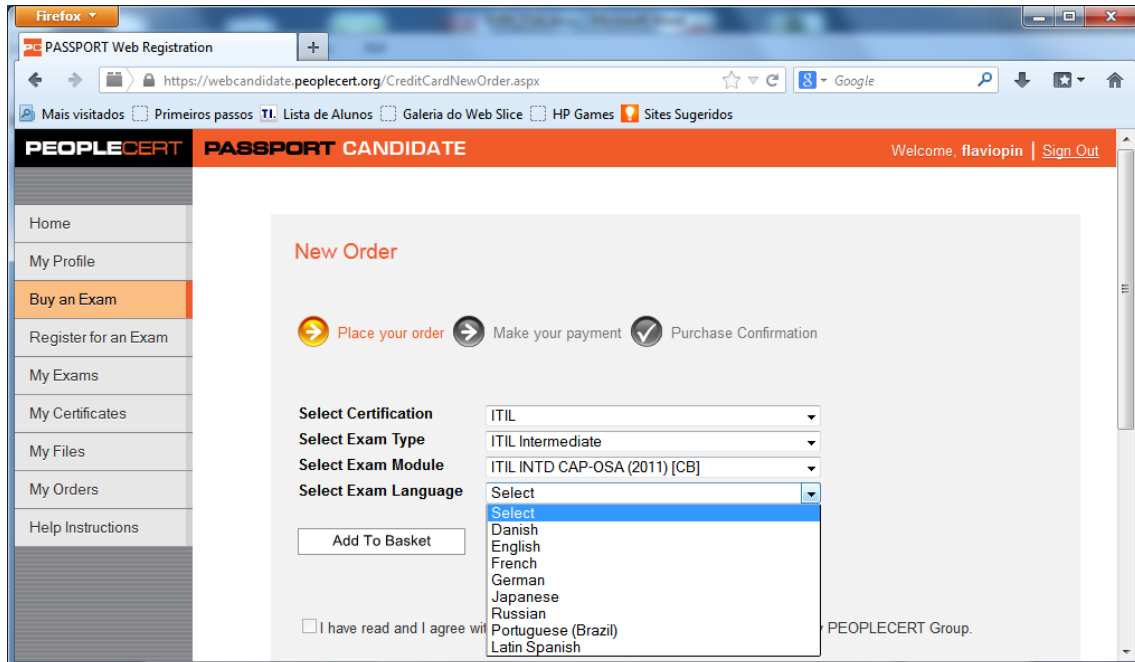 Firefox
PASSPORT Web Registration
https://webcandidate.peoplecert.org/CreditCardNewOrder.aspx
Google
Mais visitados Primeiros passos TI. Lista de Alunos Galeria do Web Slice HP Games Sites Sugeridos
PEOPLECERT PASSPORT CANDIDATE Welcome, flaviopin | Sign Out
Home
My Profile
Buy an Exam
Register for an Exam
My Exams
My Certificates
My Files
My Orders
Help Instructions
New Order
Place your order Make your payment Purchase Confirmation
Select Certification ITIL
Select Exam Type ITIL Intermediate
Select Exam Module ITIL INTD CAP-OSA (2011) [CB]
Select Exam Language Select
Select
Danish
English
French
German
Japanese
Russian
Portuguese (Brazil)
Latin Spanish
Add To Basket
I have read and I agree PEOPLECERT Group.